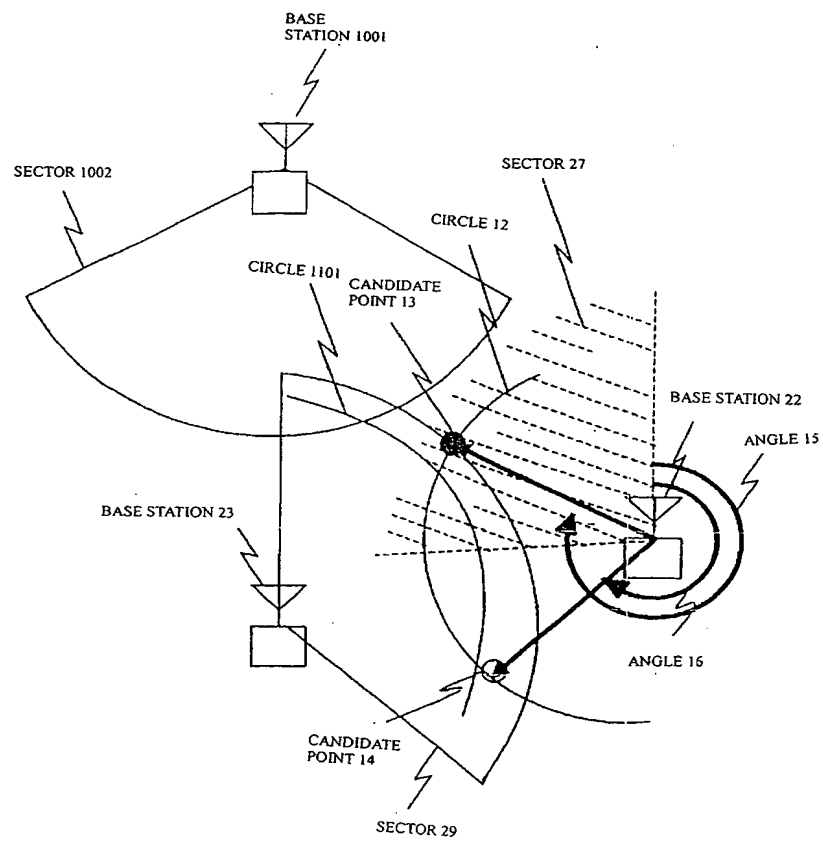 BASE
STATION 1001
SECTOR 1002
SECTOR 27
CIRCLE 12
CIRCLE 1101
CANDIDATE
POINT 13
BASE STATION 22
ANGLE 15
BASE STATION 23
ANGLE 16
CANDIDATE
POINT 14
SECTOR 29